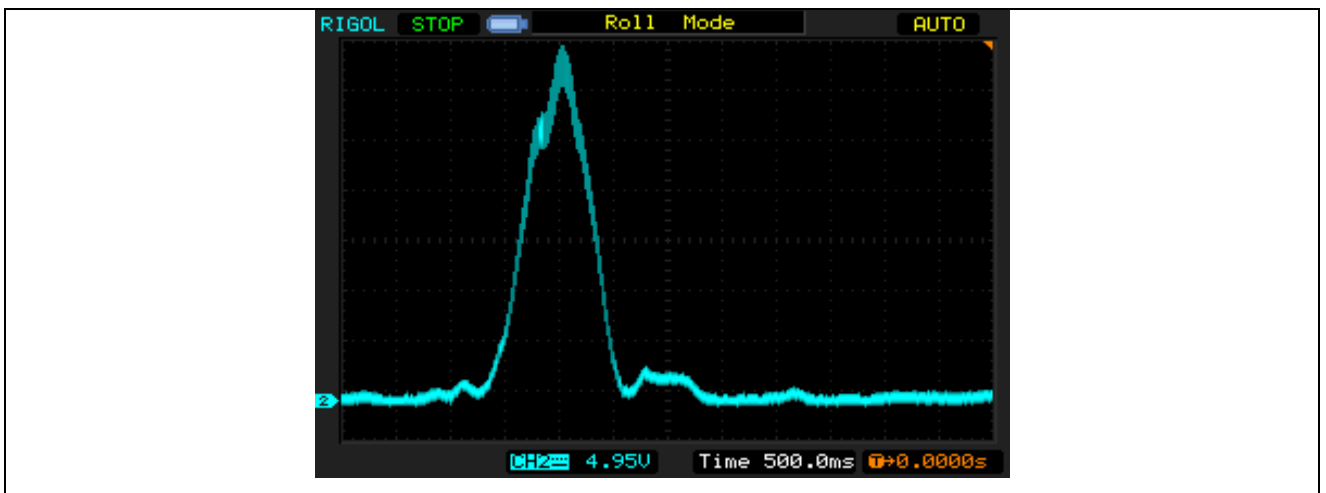 RIGOL STOP Roll Mode AUTO
2
CH2 4.95V Time 500.0ms T→0.0000s